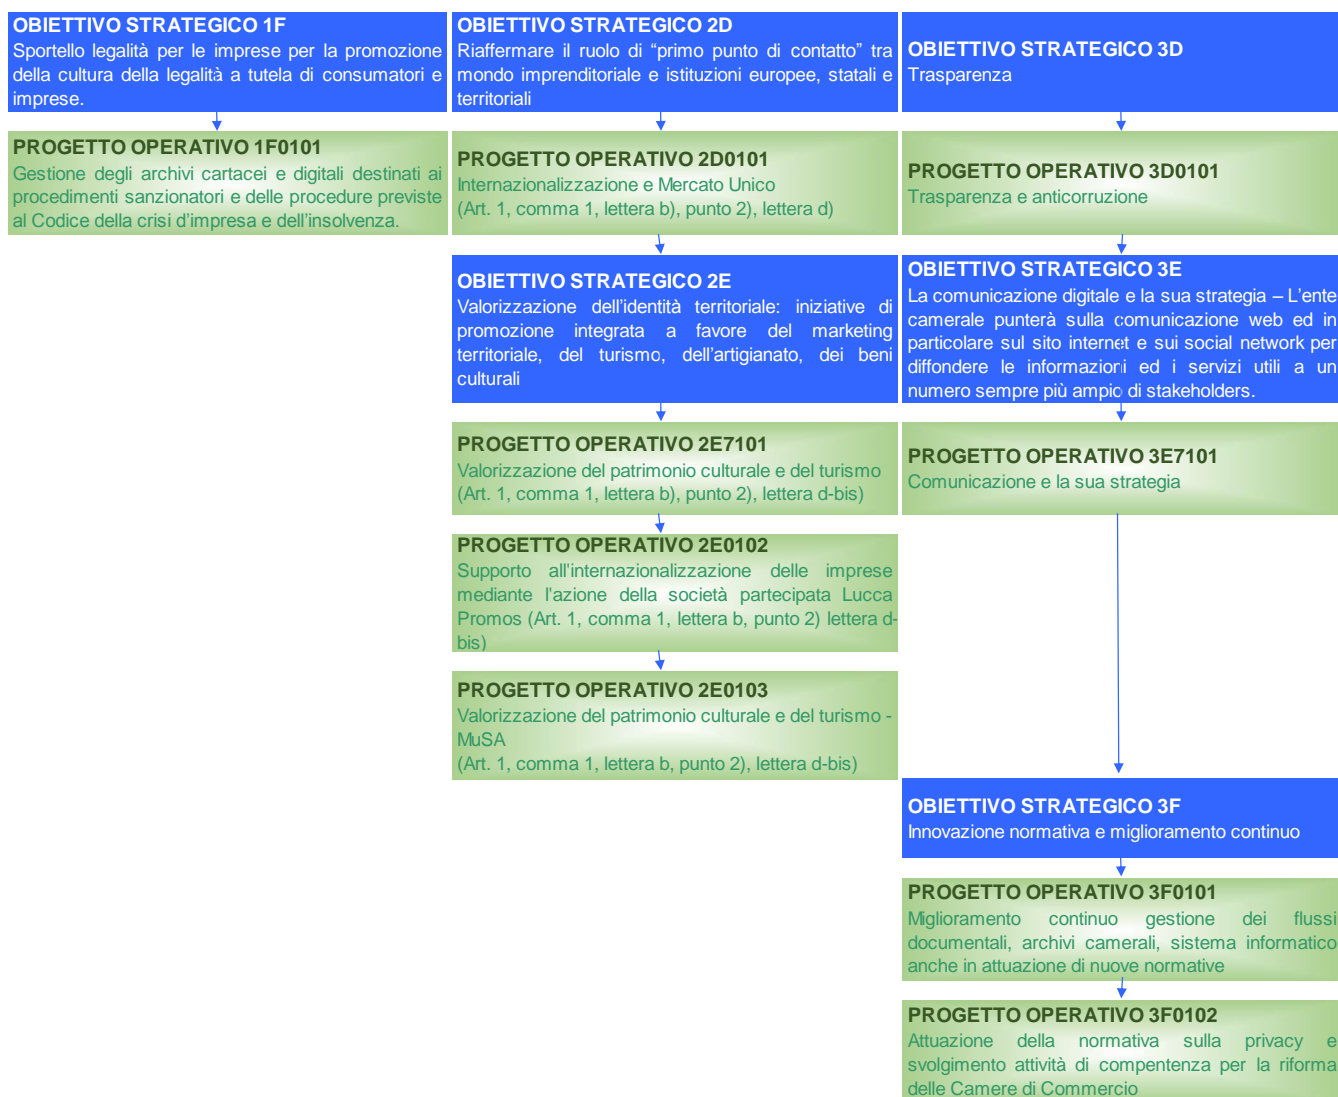 OBIETTIVO STRATEGICO 1F
Sportello legalità per le imprese per la promozione
della cultura della legalità a tutela di consumatori e
imprese.
PROGETTO OPERATIVO 1F0101
Gestione degli archivi cartacei e digitali destinati ai
procedimenti sanzionatori e delle procedure previste
al Codice della crisi d’impresa e dell’insolvenza.
OBIETTIVO STRATEGICO 2D
Riaffermare il ruolo di “primo punto di contatto” tra
mondo imprenditoriale e istituzioni europee, statali e
territoriali
PROGETTO OPERATIVO 2D0101
Internazionalizzazione e Mercato Unico
(Art. 1, comma 1, lettera b), punto 2), lettera d)
OBIETTIVO STRATEGICO 2E
Valorizzazione dell’identità territoriale: iniziative di
promozione integrata a favore del marketing
territoriale, del turismo, dell’artigianato, dei beni
culturali
PROGETTO OPERATIVO 2E7101
Valorizzazione del patrimonio culturale e del turismo
(Art. 1, comma 1, lettera b), punto 2), lettera d-bis)
PROGETTO OPERATIVO 2E0102
Supporto all'internazionalizzazione delle imprese
mediante l'azione della società partecipata Lucca
Promos (Art. 1, comma 1, lettera b, punto 2) lettera d-
bis)
PROGETTO OPERATIVO 2E0103
Valorizzazione del patrimonio culturale e del turismo -
MuSA
(Art. 1, comma 1, lettera b, punto 2), lettera d-bis)
OBIETTIVO STRATEGICO 3D
Trasparenza
PROGETTO OPERATIVO 3D0101
Trasparenza e anticorruzione
OBIETTIVO STRATEGICO 3E
La comunicazione digitale e la sua strategia – L’ente
camerale punterà sulla comunicazione web ed in
particolare sul sito internet e sui social network per
diffondere le informazioni ed i servizi utili a un
numero sempre più ampio di stakeholders.
PROGETTO OPERATIVO 3E7101
Comunicazione e la sua strategia
OBIETTIVO STRATEGICO 3F
Innovazione normativa e miglioramento continuo
PROGETTO OPERATIVO 3F0101
Miglioramento continuo gestione dei flussi
documentali, archivi camerali, sistema informatico
anche in attuazione di nuove normative
PROGETTO OPERATIVO 3F0102
Attuazione della normativa sulla privacy e
svolgimento attività di compentenza per la riforma
delle Camere di Commercio